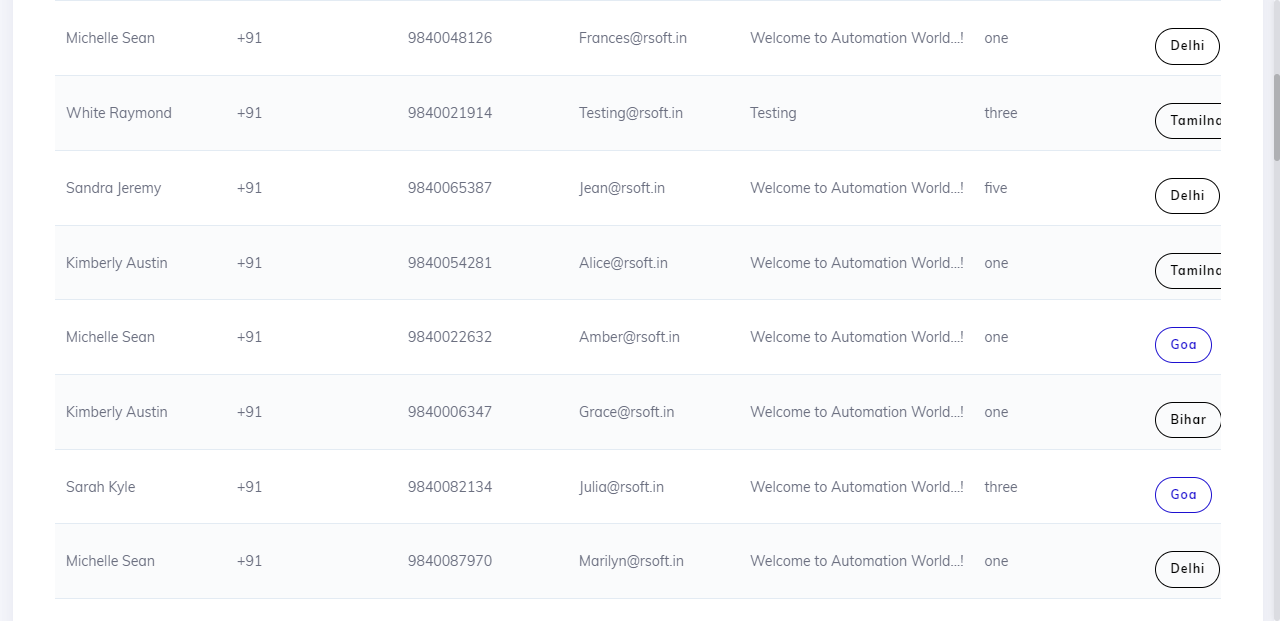 Michelle Sean +91 9840048126 Frances@rsoft.in Welcome to Automation World...! one Delhi
White Raymond +91 9840021914 Testing@rsoft.in Testing three Tamilna
Sandra Jeremy +91 9840065387 Jean@rsoft.in Welcome to Automation World...! five Delhi
Kimberly Austin +91 9840054281 Alice@rsoft.in Welcome to Automation World...! one Tamilna
Michelle Sean +91 9840022632 Amber@rsoft.in Welcome to Automation World...! one Goa
Kimberly Austin +91 9840006347 Grace@rsoft.in Welcome to Automation World...! one Bihar
Sarah Kyle +91 9840082134 Julia@rsoft.in Welcome to Automation World...! three Goa
Michelle Sean +91 9840087970 Marilyn@rsoft.in Welcome to Automation World...! one Delhi